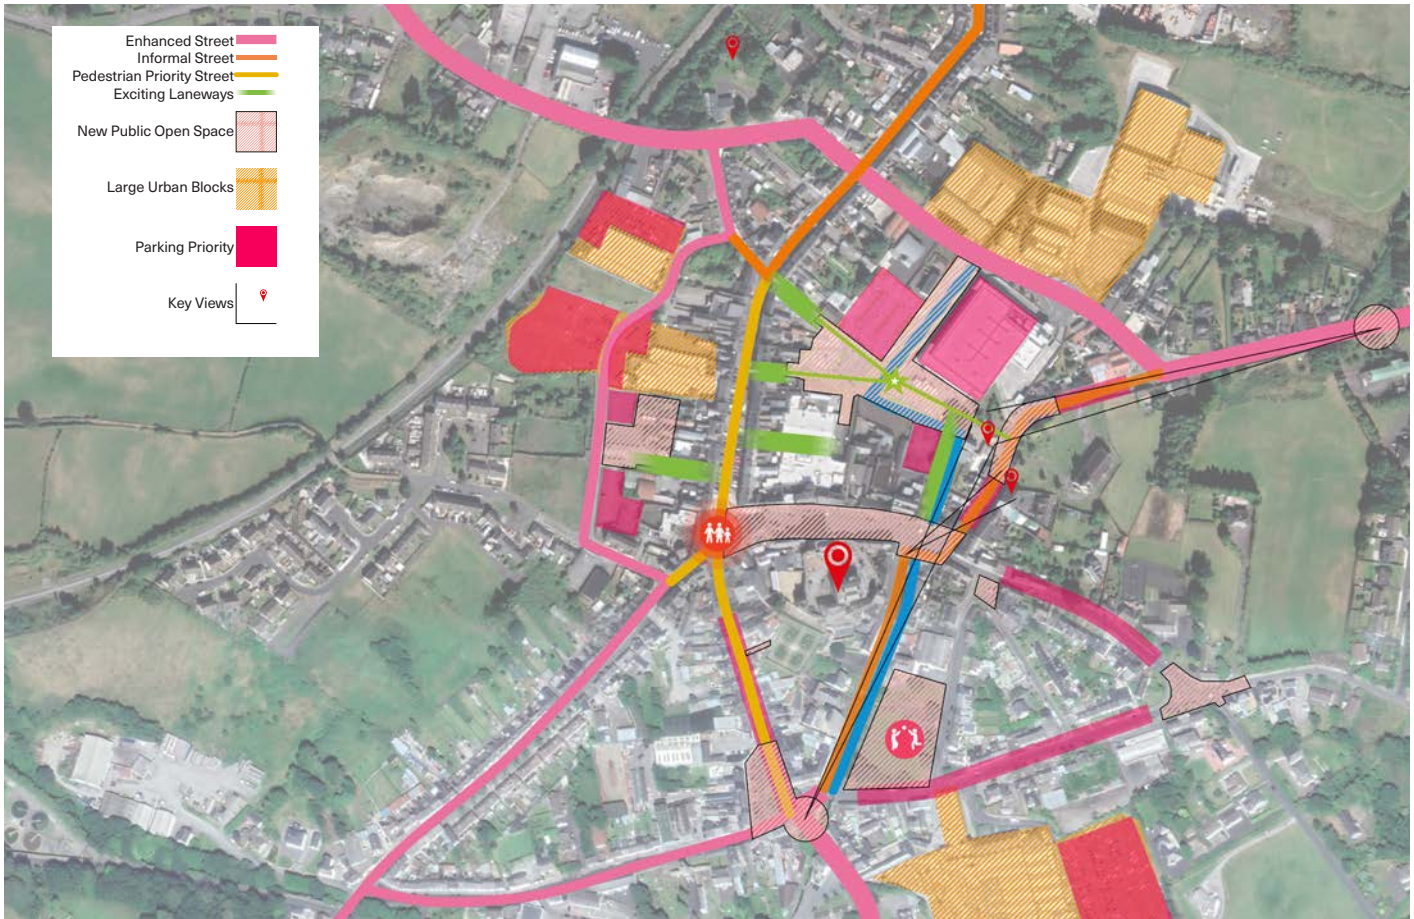 Enhanced Street
Informal Street
Pedestrian Priority Street
Exciting Laneways
New Public Open Space
Large Urban Blocks
Parking Priority
Key Views